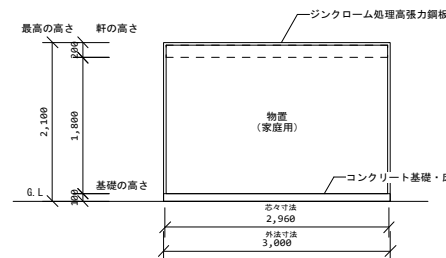 ジンクローム処理高張力鋼板
最高の高さ
軒の高さ
200
2,100
1,800
物置
(家庭用)
コンクリート基礎・
基礎の高さ
G.L
100
芯々寸法
2,960
外法寸法
3,000